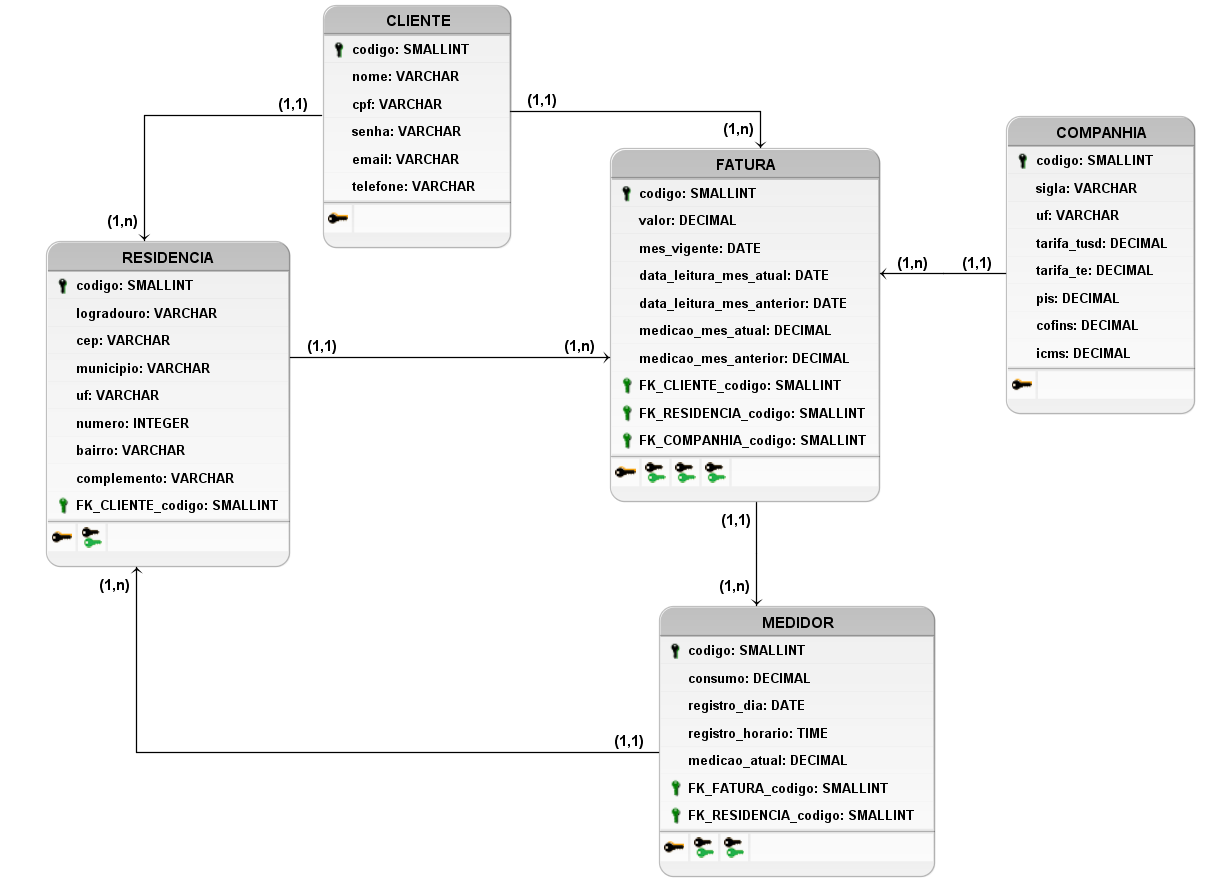 CLIENTE
codigo: SMALLINT
nome: VARCHAR
cpf: VARCHAR
senha: VARCHAR
email: VARCHAR
telefone: VARCHAR
(1,1)
(1,n)
(1,1)
(1,n)
RESIDENCIA
codigo: SMALLINT
logradouro: VARCHAR
cep: VARCHAR
municipio: VARCHAR
uf: VARCHAR
numero: INTEGER
bairro: VARCHAR
complemento: VARCHAR
FK_CLIENTE_codigo: SMALLINT
(1,1)
(1,n)
FATURA
codigo: SMALLINT
valor: DECIMAL
mes_vigente: DATE
data_leitura_mes_atual: DATE
data_leitura_mes_anterior: DATE
medicao_mes_atual: DECIMAL
medicao_mes_anterior: DECIMAL
FK_CLIENTE_codigo: SMALLINT
FK_RESIDENCIA_codigo: SMALLINT
FK_COMPANHIA_codigo: SMALLINT
(1,n)
(1,1)
COMPANHIA
codigo: SMALLINT
sigla: VARCHAR
uf: VARCHAR
tarifa_tusd: DECIMAL
tarifa_te: DECIMAL
pis: DECIMAL
cofins: DECIMAL
icms: DECIMAL
(1,1)
(1,n)
MEDIDOR
codigo: SMALLINT
consumo: DECIMAL
registro_dia: DATE
registro_horario: TIME
medicao_atual: DECIMAL
FK_FATURA_codigo: SMALLINT
FK_RESIDENCIA_codigo: SMALLINT
(1,n)
(1,1)